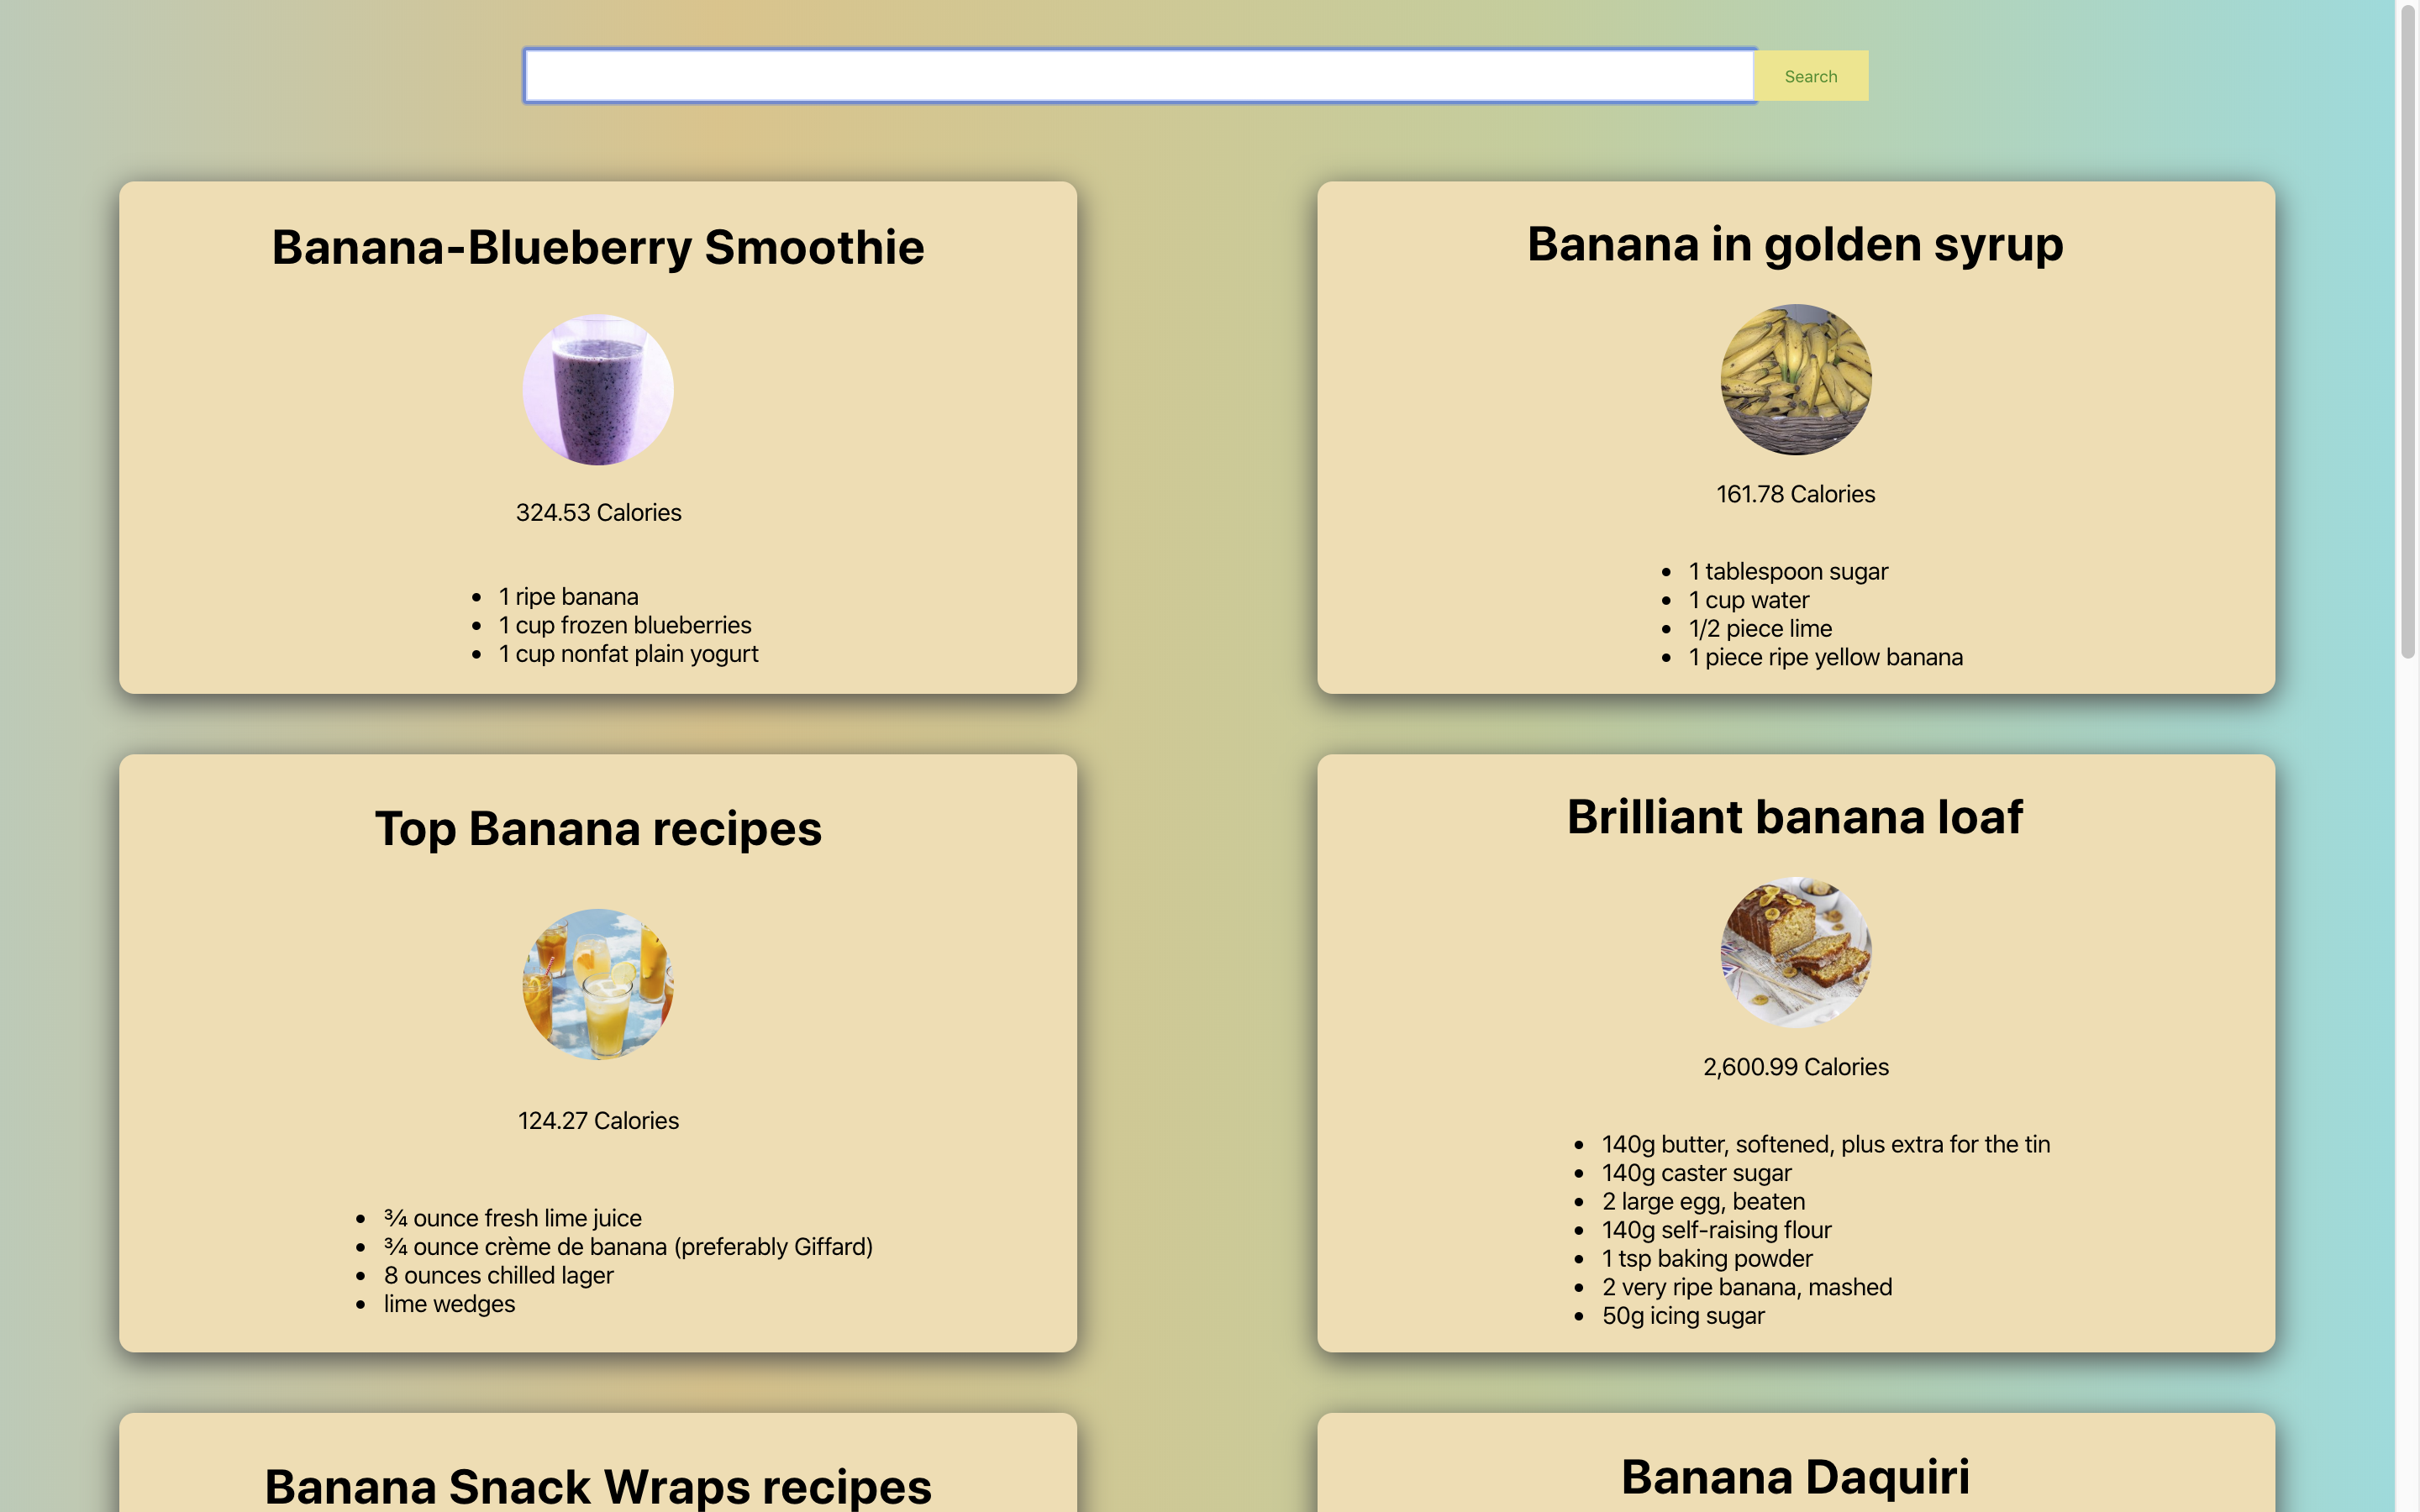 Search
Banana-Blueberry Smoothie
324.53 Calories
1 ripe banana
1 cup frozen blueberries
1 cup nonfat plain yogurt
Banana in golden syrup
161.78 Calories
1 tablespoon sugar
1 cup water
1/2 piece lime
1 piece ripe yellow banana
Top Banana recipes
124.27 Calories
¾ ounce fresh lime juice
¾ ounce crème de banana (preferably Giffard)
8 ounces chilled lager
lime wedges
Brilliant banana loaf
2,600.99 Calories
140g butter, softened, plus extra for the tin
140g caster sugar
2 large egg, beaten
140g self-raising flour
1 tsp baking powder
2 very ripe banana, mashed
50g icing sugar
Banana Snack Wraps recipes
Banana Daquiri